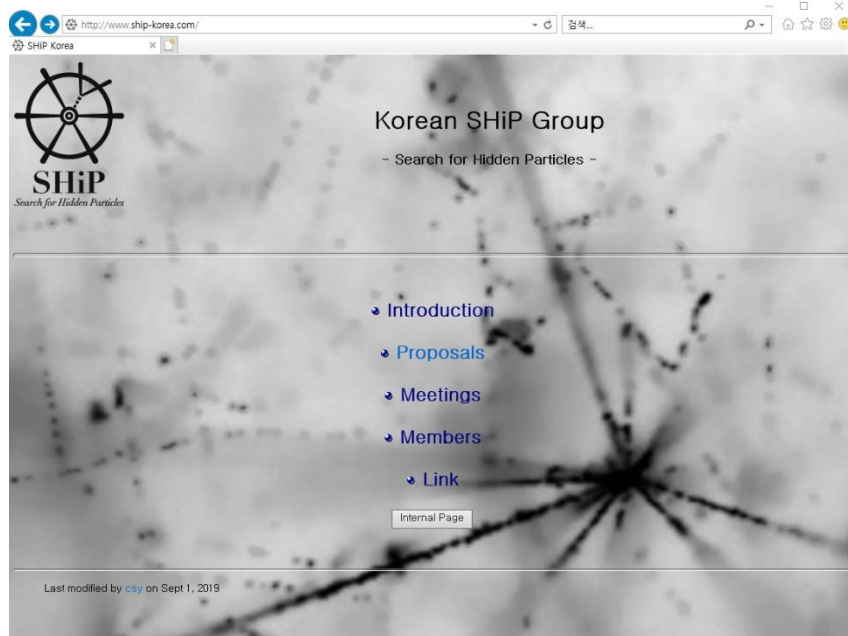 http://www.ship-korea.com/
검색...
SHiP Korea
SHiP
Search for Hidden Particles
Korean SHiP Group
- Search for Hidden Particles -
Introduction
Proposals
Meetings
Members
Link
Internal Page
Last modified by csy on Sept 1, 2019